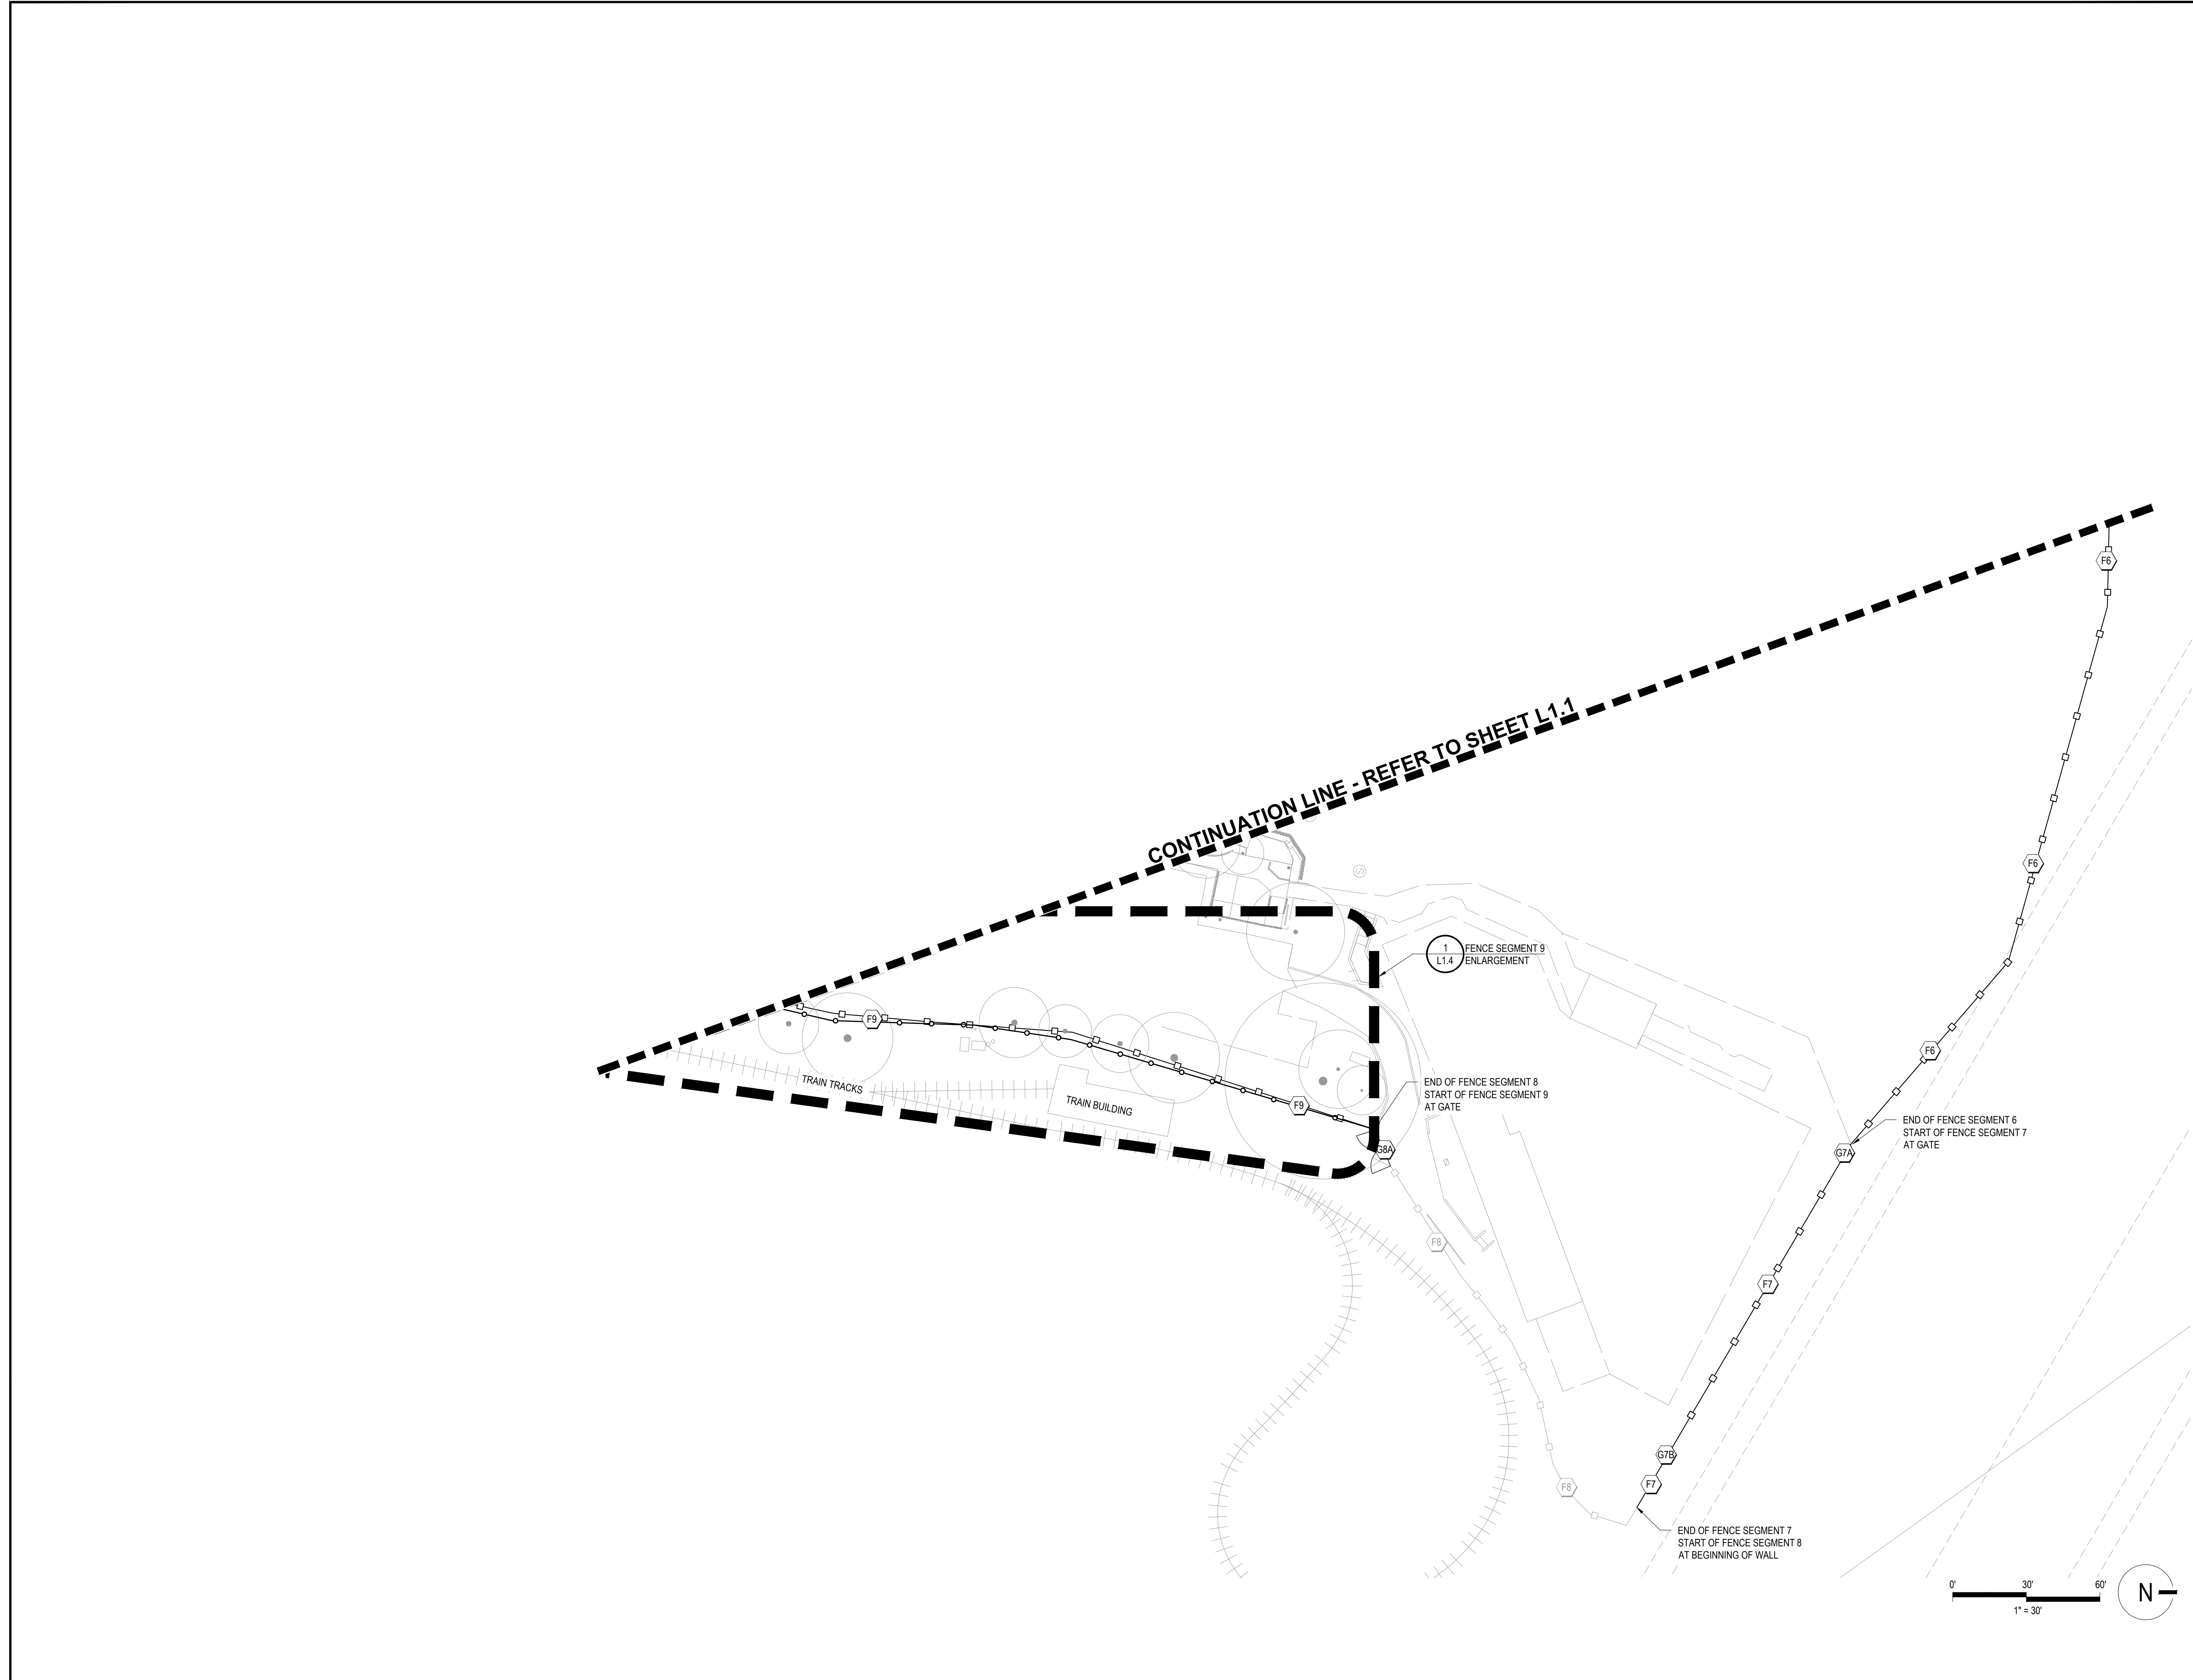 CONTINUATION LINE - REFER TO SHEET L1.1
F6
F6
1
L1.4
FENCE SEGMENT 9
ENLARGEMENT
F9
F6
TRAIN TRACKS
TRAIN BUILDING
F9
END OF FENCE SEGMENT 8
START OF FENCE SEGMENT 9
AT GATE
G8A
END OF FENCE SEGMENT 6
START OF FENCE SEGMENT 7
AT GATE
G7A
F8
F7
G7B
F7
F8
END OF FENCE SEGMENT 7
START OF FENCE SEGMENT 8
AT BEGINNING OF WALL
0' 30' 60'
1" = 30'
N